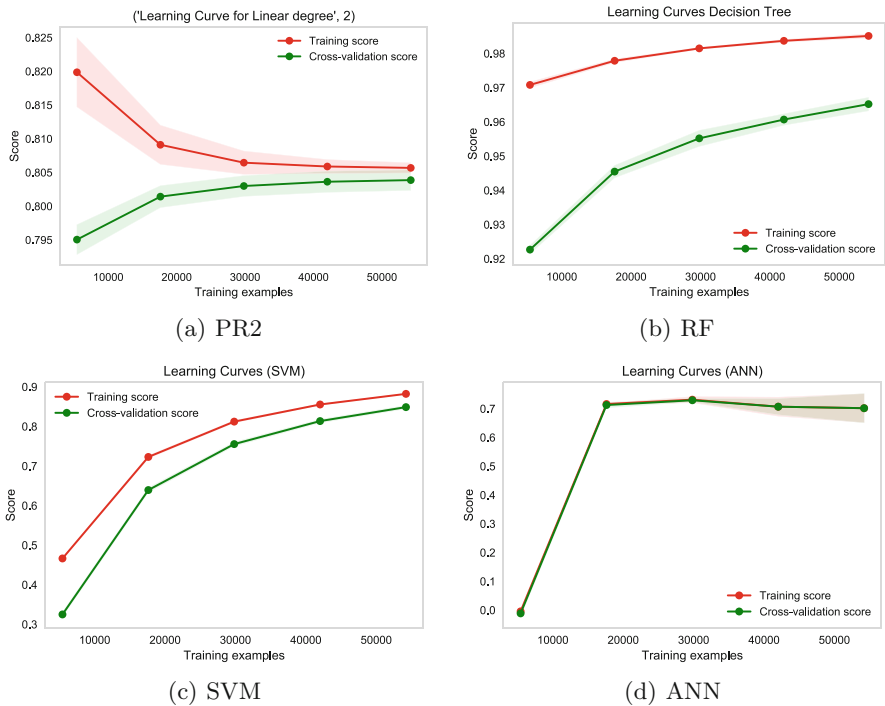 ('Learning Curve for Linear degree', 2)
0.825
0.820
0.815
0.810
0.805
0.800
0.795
Score
Training score
Cross-validation score
10000 20000 30000 40000 50000
Training examples
(a) PR2
Learning Curves Decision Tree
0.98
0.97
0.96
0.95
0.94
0.93
0.92
Score
Training score
Cross-validation score
10000 20000 30000 40000 50000
Training examples
(b) RF
Learning Curves (SVM)
0.9
0.8
0.7
0.6
0.5
0.4
0.3
Score
Training score
Cross-validation score
10000 20000 30000 40000 50000
Training examples
(c) SVM
Learning Curves (ANN)
0.7
0.6
0.5
0.4
0.3
0.2
0.1
0.0
Score
Training score
Cross-validation score
10000 20000 30000 40000 50000
Training examples
(d) ANN